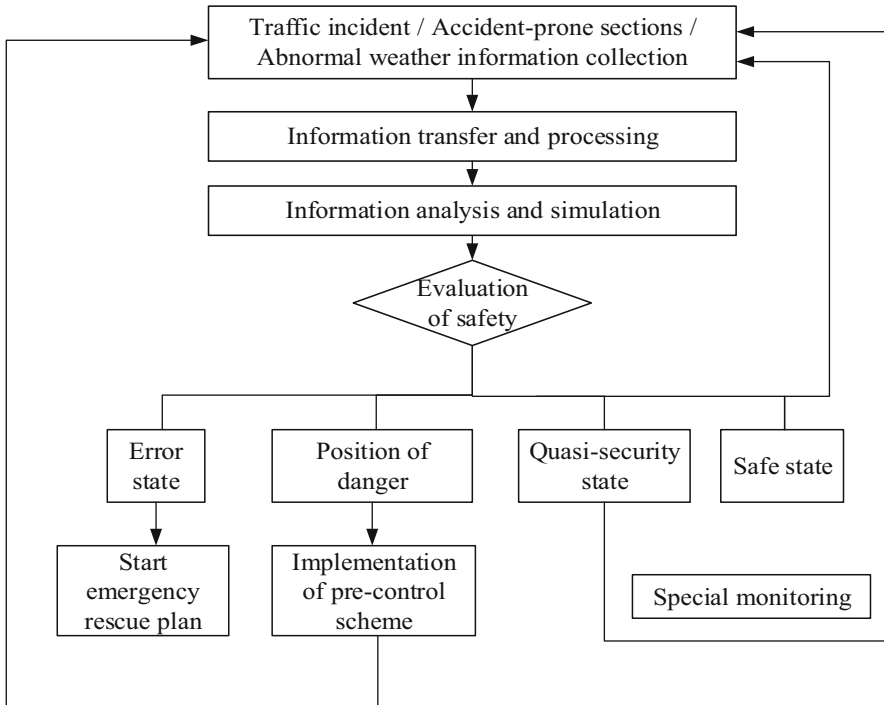 Traffic incident / Accident-prone sections /
Abnormal weather information collection
Information transfer and processing
Information analysis and simulation
Evaluation
of safety
Error
state
Position of
danger
Quasi-security
state
Safe state
Start
emergency
rescue plan
Implementation
of pre-control
scheme
Special monitoring